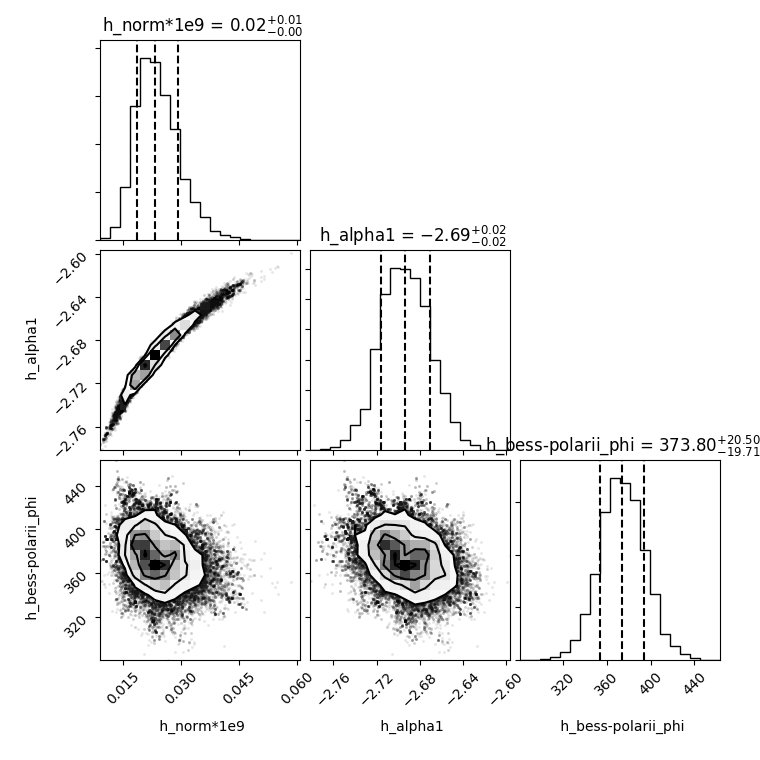 h_norm*1e9 = 0.02+0.01−0.00
h_alpha1 = −2.69+0.02−0.02
h_bess-polarii_phi = 373.80+20.50−19.71
h_alpha1
−2.60
−2.64
−2.68
−2.72
−2.76
h_bess-polarii_phi
440
400
360
320
0.015 0.030 0.045 0.060
−2.76 −2.72 −2.68 −2.64 −2.60
320 360 400 440
h_norm*1e9 h_alpha1 h_bess-polarii_phi